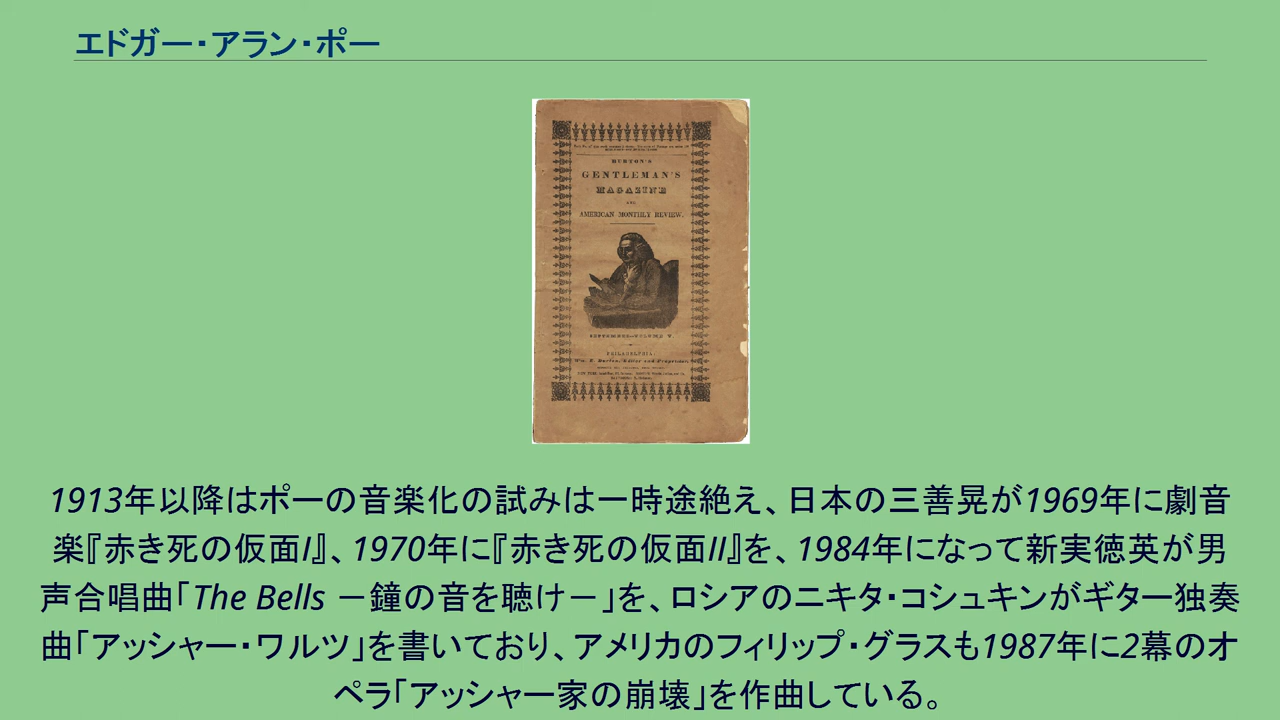 エドガー・アラン・ポー
BURTON'S
GENTLEMAN'S
MAGAZINE
AND
AMERICAN MONTHLY REVIEW.
SEPTEMBER—VOLUME V
PHILADELPHIA:
Wm. E. Burton, Editor and Proprietor
1913年以降はポーの音楽化の試みは一時途絶え、日本の三善晃が1969年に劇音
楽『赤き死の仮面I』、1970年に『赤き死の仮面II』を、1984年になって新実徳英が男
声合唱曲「The Bells －鐘の音を聴け－」を、ロシアのニキタ・コシュキンがギター独奏
曲「アッシャー・ワルツ」を書いており、アメリカのフィリップ・グラスも1987年に2幕のオ
ペラ「アッシャー家の崩壊」を作曲している。